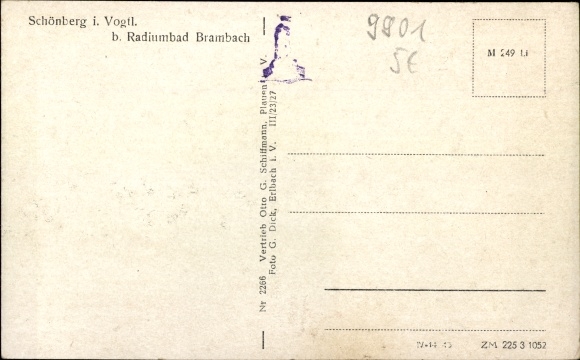 Schönberg i. Vogtl.
b. Radiumbad Brambach
Nr 2266 Vertrieb Otto G. Schiffmann, Plauen i. V.
Foto G. Dick, Erlbach i. V. III/23/27
9801
5€
M 249 Li
ZM 225 3 1052